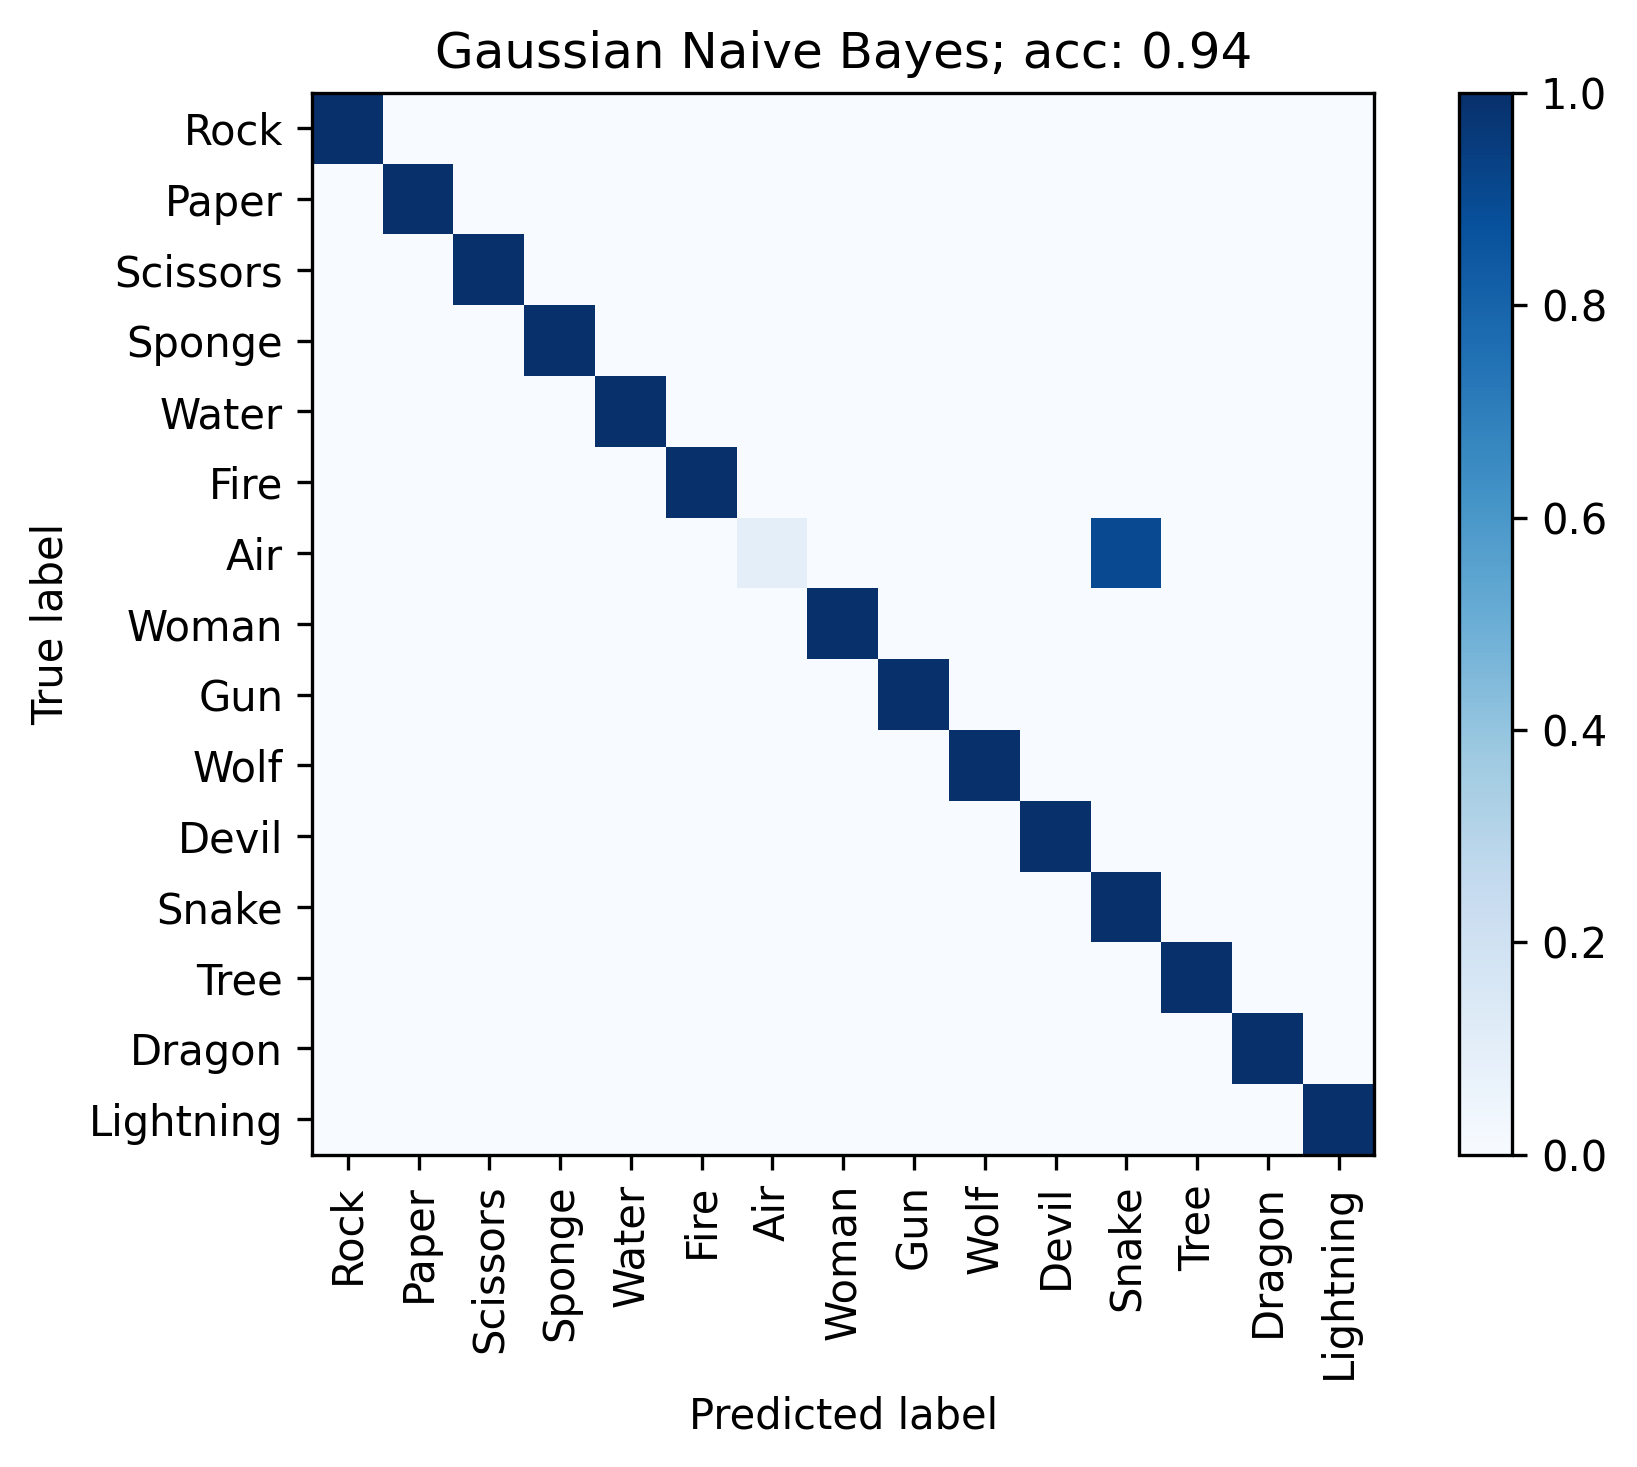 Gaussian Naive Bayes; acc: 0.94
True label
Rock
Paper
Scissors
Sponge
Water
Fire
Air
Woman
Gun
Wolf
Devil
Snake
Tree
Dragon
Lightning
Rock
Paper
Scissors
Sponge
Water
Fire
Air
Woman
Gun
Wolf
Devil
Snake
Tree
Dragon
Lightning
Predicted label
1.0
0.8
0.6
0.4
0.2
0.0